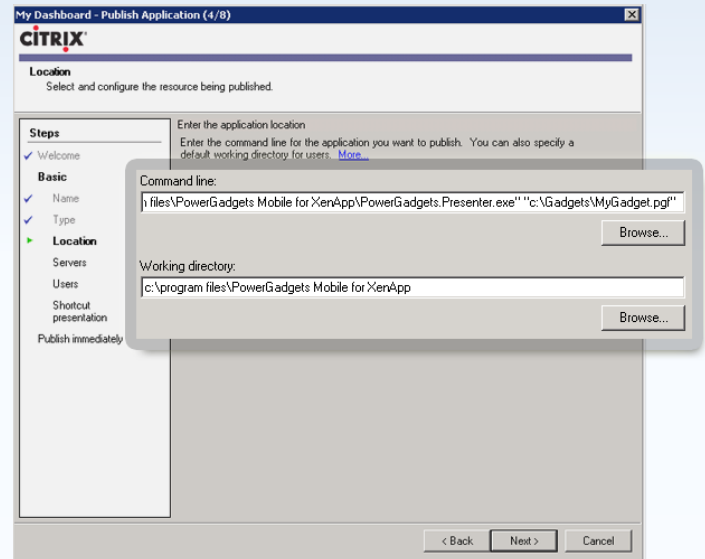 My Dashboard - Publish Application (4/8)
CITRIX
Location
Select and configure the resource being published.
Steps
Welcome
Basic
Name
Type
Location
Servers
Users
Shortcut
presentation
Publish immediately
Enter the application location
Enter the command line for the application you want to publish. You can also specify a
default working directory for users. More...
Command line:
files\PowerGadgets Mobile for XenApp\PowerGadgets.Presenter.exe" "c:\Gadgets\MyGadget.pgf"
Browse...
Working directory:
c:\program files\PowerGadgets Mobile for XenApp
Browse...
< Back
Next >
Cancel